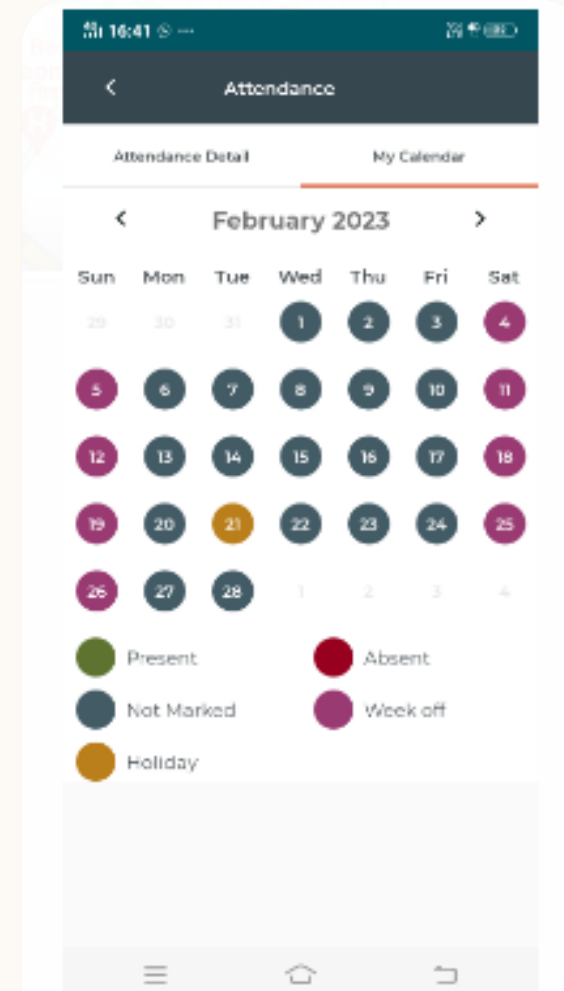 16:41
Attendance
Attendance Detail My Calendar
February 2023
Sun Mon Tue Wed Thu Fri Sat
29 30 31 1 2 3 4
5 6 7 8 9 10 11
12 13 14 15 16 17 18
19 20 21 22 23 24 25
26 27 28 1 2 3 4
Present Absent
Not Marked Week off
Holiday